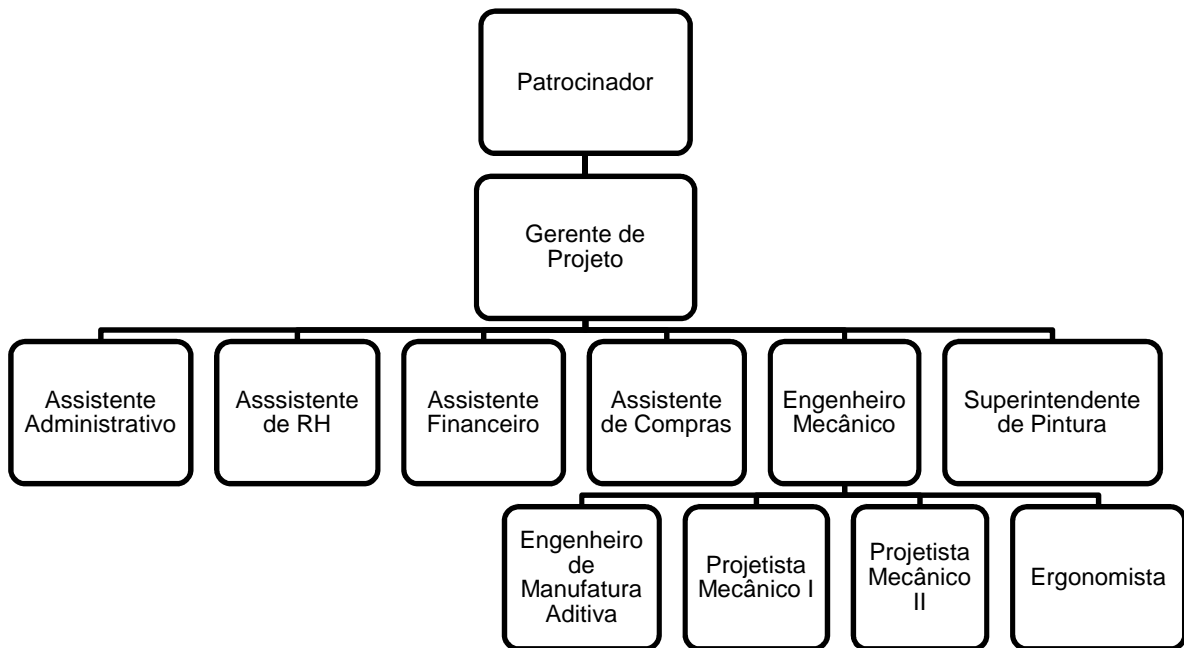 Patrocinador
Gerente de
Projeto
Assistente
Administrativo
Asssistente
de RH
Assistente
Financeiro
Assistente
de Compras
Engenheiro
Mecânico
Superintendente
de Pintura
Engenheiro
de
Manufatura
Aditiva
Projetista
Mecânico I
Projetista
Mecânico
II
Ergonomista